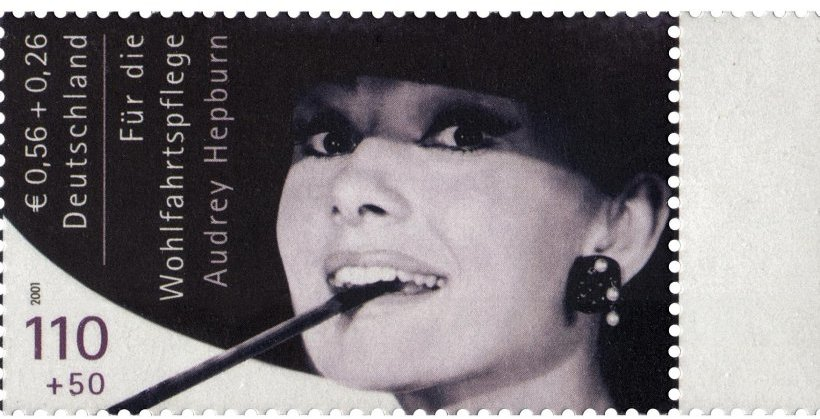 € 0,56 + 0,26
Deutschland
Für die
Wohlfahrtspflege
Audrey Hepburn
2001
110
+50